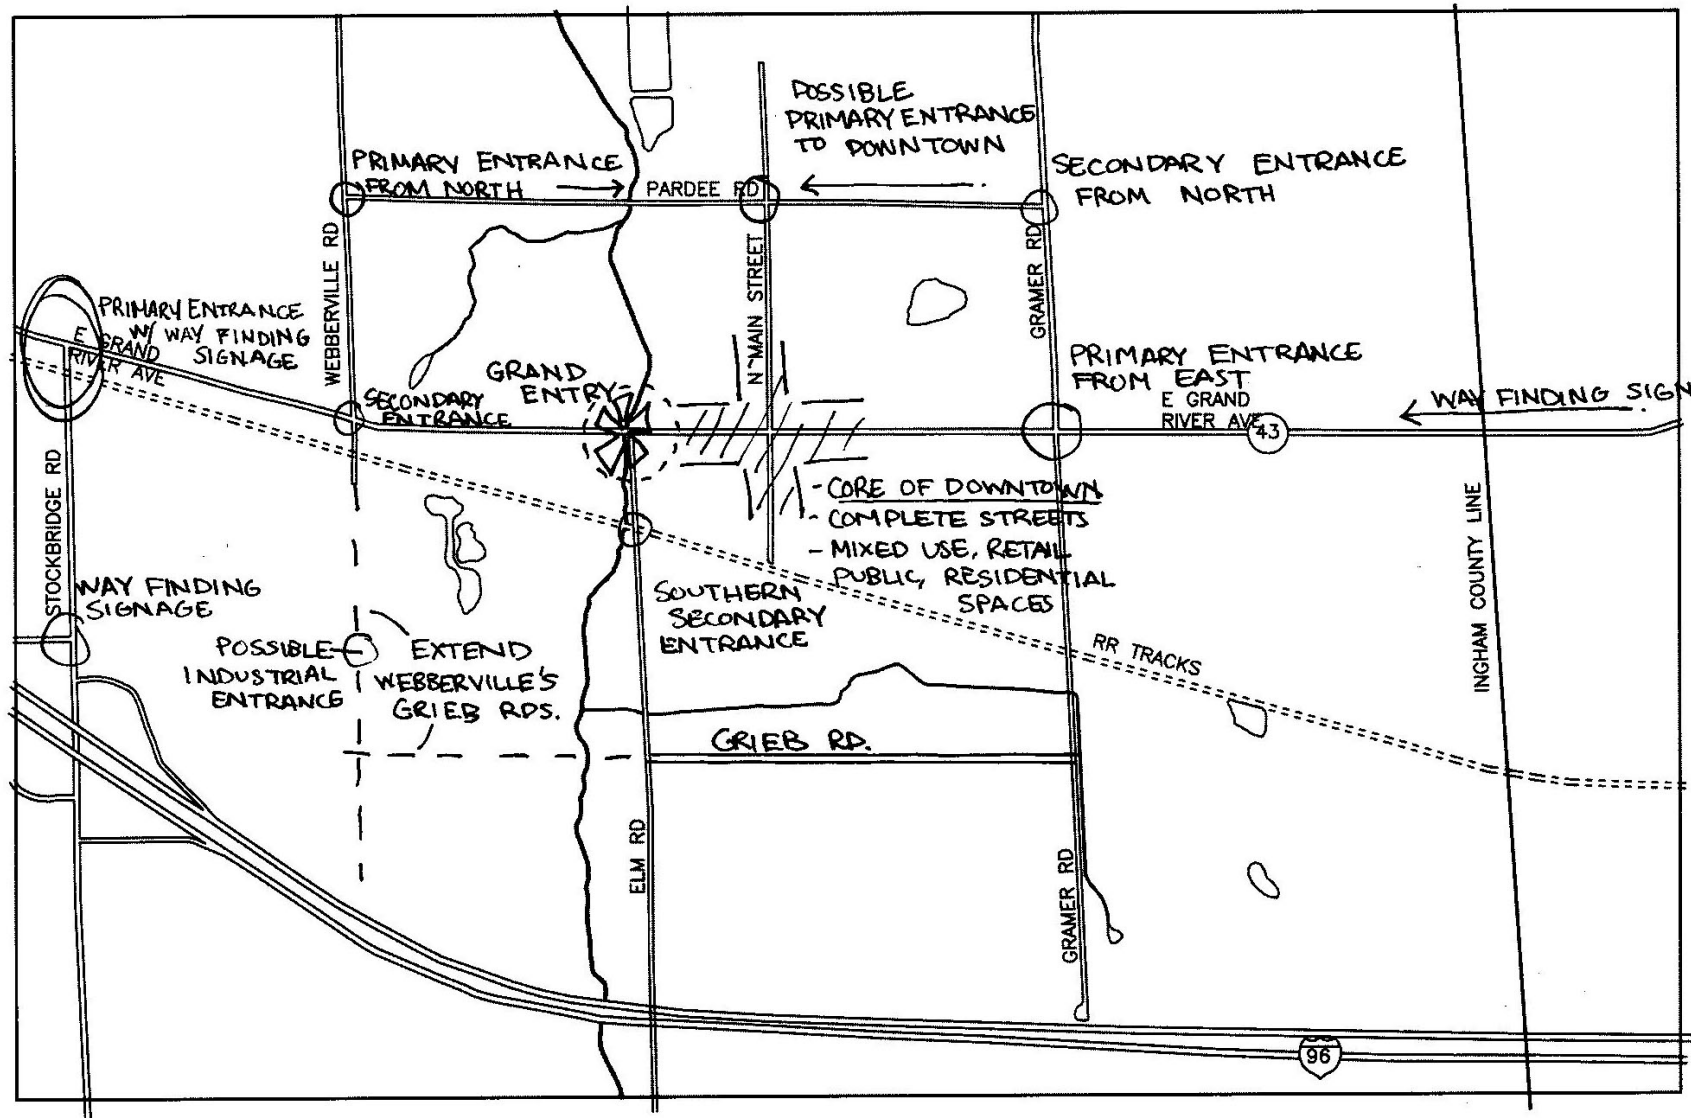 POSSIBLE
PRIMARY ENTRANCE
TO DOWNTOWN
PRIMARY ENTRANCE
FROM NORTH
PARDEE RD
SECONDARY ENTRANCE
FROM NORTH
WEBBERVILLE RD
N MAIN STREET
GRAMER RD
PRIMARY ENTRANCE
W/ WAY FINDING
SIGNAGE
E GRAND
RIVER AVE
GRAND
ENTRY
SECONDARY
ENTRANCE
PRIMARY ENTRANCE
FROM EAST
E GRAND
RIVER AVE
43
WAY FINDING SIGN
STOCKBRIDGE RD
- CORE OF DOWNTOWN
- COMPLETE STREETS
- MIXED USE, RETAIL
PUBLIC, RESIDENTIAL
SPACES
INGHAM COUNTY LINE
WAY FINDING
SIGNAGE
SOUTHERN
SECONDARY
ENTRANCE
POSSIBLE
INDUSTRIAL
ENTRANCE
EXTEND
WEBBERVILLE'S
GRIEB RDS.
RR TRACKS
GRIEB RD.
ELM RD
GRAMER RD
96